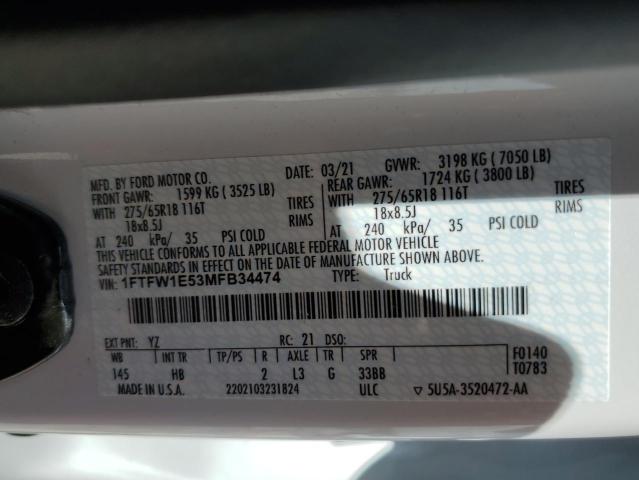 MFD. BY FORD MOTOR CO. DATE: 03/21 GVWR: 3198 KG ( 7050 LB)
FRONT GAWR: 1599 KG ( 3525 LB) REAR GAWR: 1724 KG ( 3800 LB)
WITH 275/65R18 116T TIRES WITH 275/65R18 116T TIRES
18x8.5J RIMS 18x8.5J RIMS
AT 240 kPa/ 35 PSI COLD AT 240 kPa/ 35 PSI COLD
THIS VEHICLE CONFORMS TO ALL APPLICABLE FEDERAL MOTOR VEHICLE
SAFETY STANDARDS IN EFFECT ON THE DATE OF MANUFACTURE SHOWN ABOVE.
VIN: 1FTFW1E53MFB34474 TYPE: Truck
EXT PNT: YZ RC: 21 DSO: F0140
WB INT TR TP/PS R AXLE TR SPR T0783
145 HB 2 L3 G 33BB
MADE IN U.S.A. 2202103231824 ULC ▽ 5U5A-3520472-AA